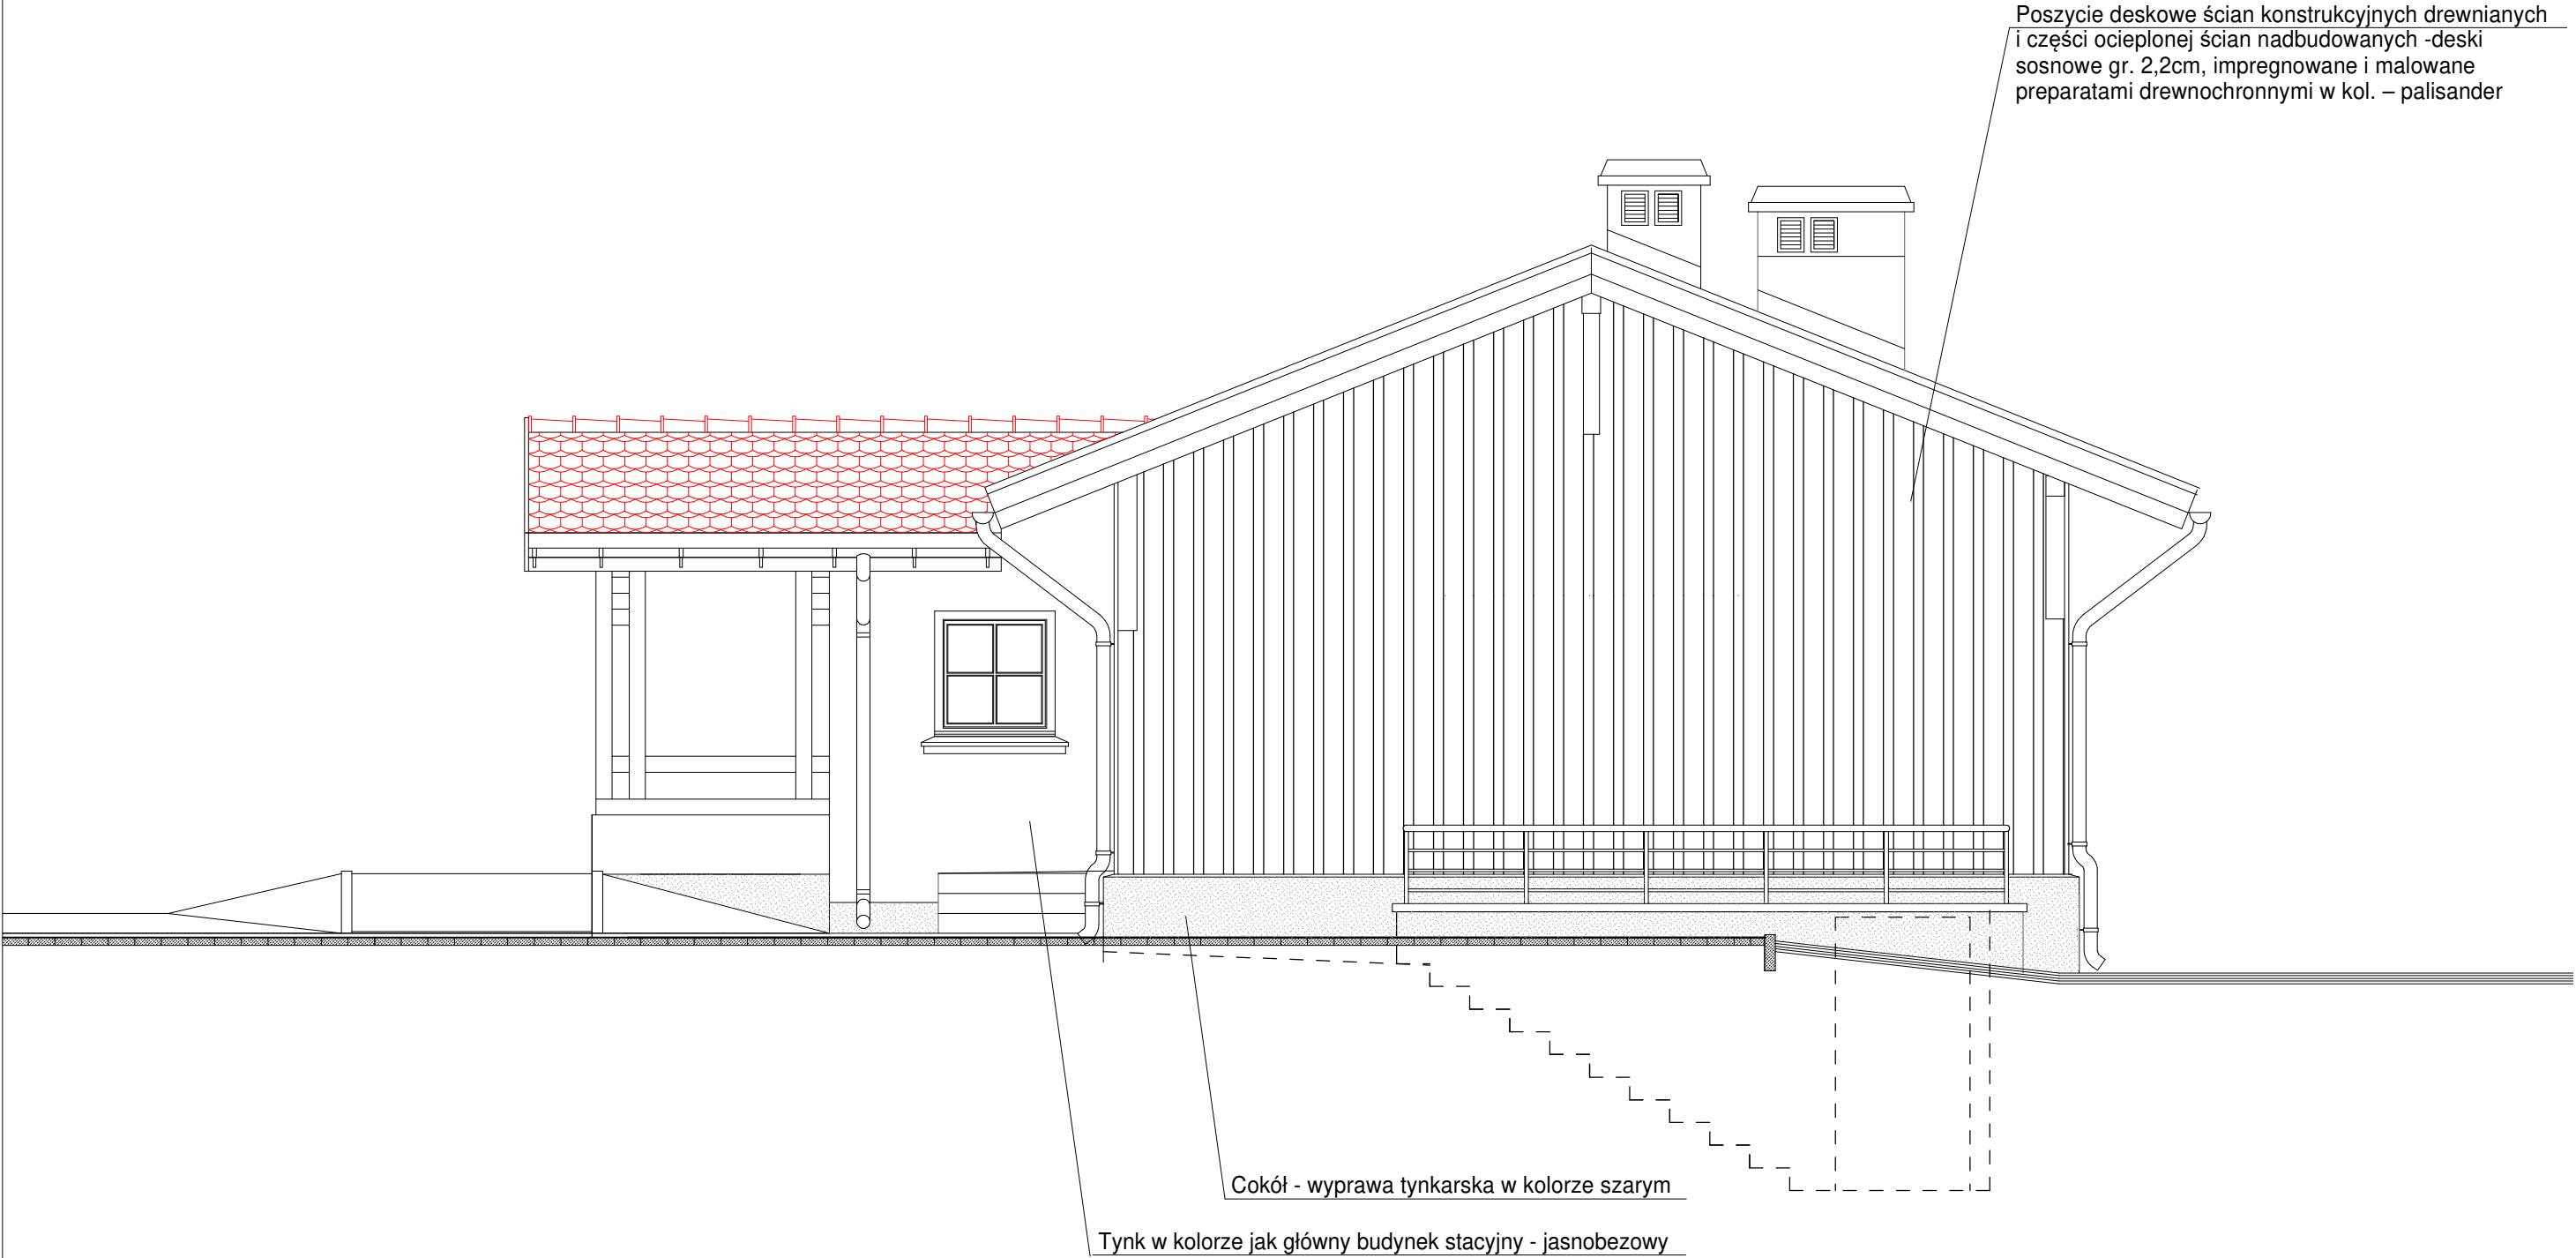 Poszycie deskowe ścian konstrukcyjnych drewnianych
i części ocieplonej ścian nadbudowanych -deski
sosnowe gr. 2,2cm, impregnowane i malowane
preparatami drewnochronnymi w kol. – palisander
Cokół - wyprawa tynkarska w kolorze szarym
Tynk w kolorze jak główny budynek stacyjny - jasnobezowy